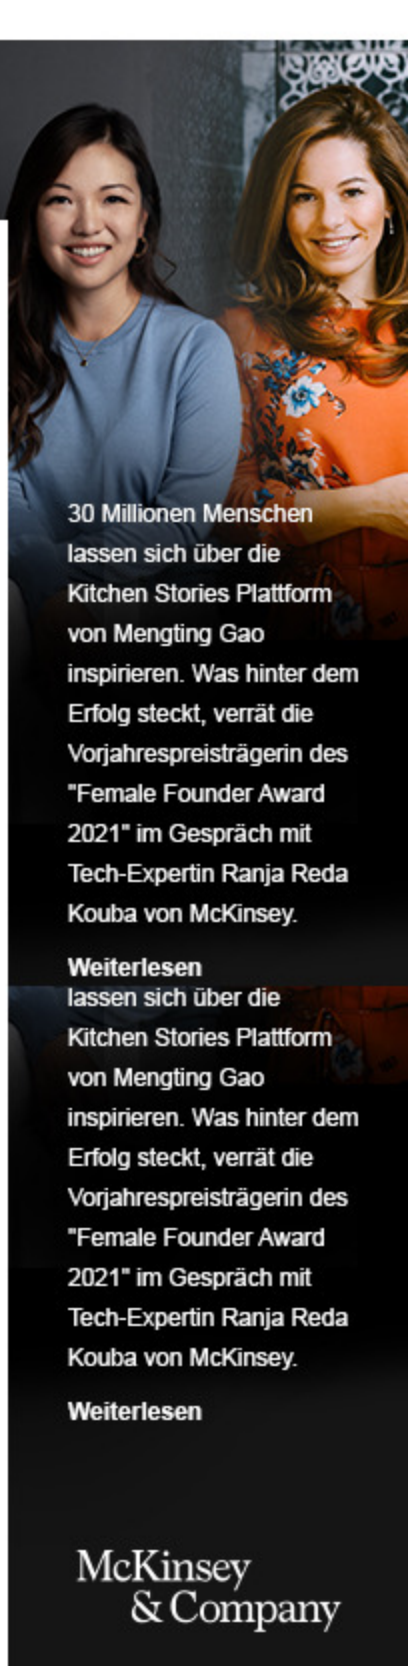 30 Millionen Menschen
lassen sich über die
Kitchen Stories Plattform
von Mengting Gao
inspirieren. Was hinter dem
Erfolg steckt, verrät die
Vorjahrespreisträgerin des
"Female Founder Award
2021" im Gespräch mit
Tech-Expertin Ranja Reda
Kouba von McKinsey.
Weiterlesen
lassen sich über die
Kitchen Stories Plattform
von Mengting Gao
inspirieren. Was hinter dem
Erfolg steckt, verrät die
Vorjahrespreisträgerin des
"Female Founder Award
2021" im Gespräch mit
Tech-Expertin Ranja Reda
Kouba von McKinsey.
Weiterlesen
McKinsey
& Company